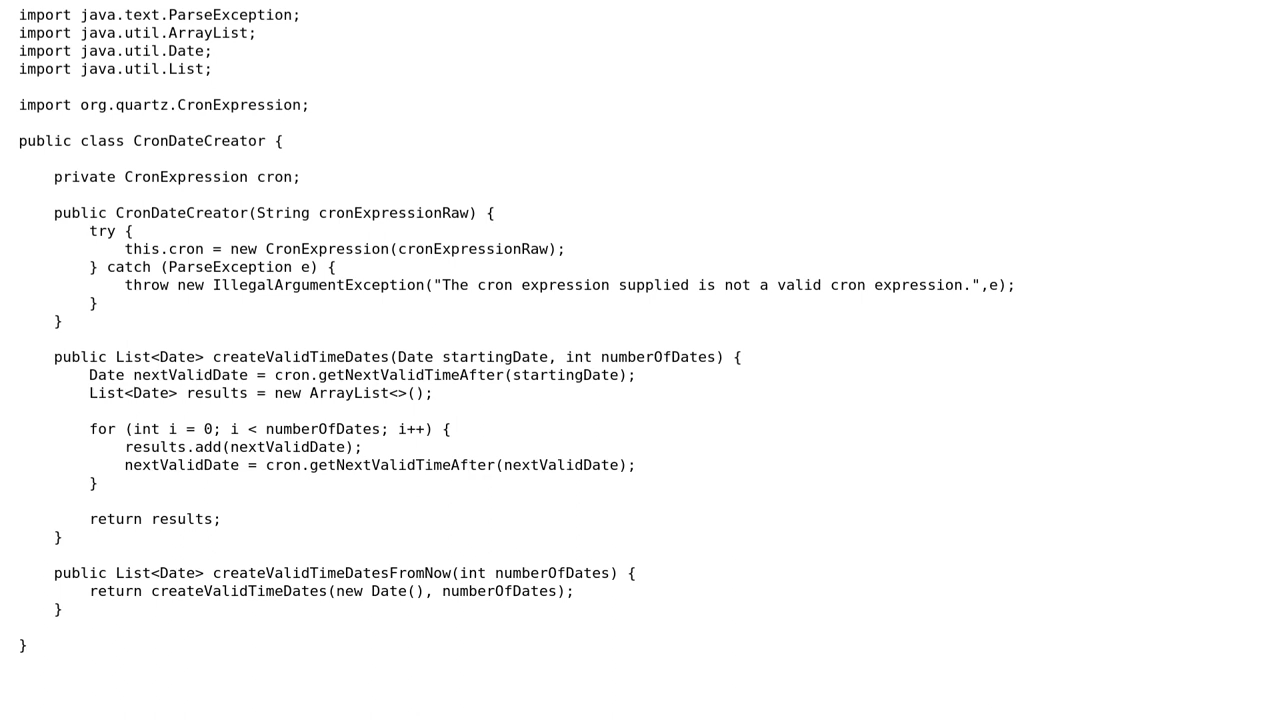 import java.text.ParseException;
import java.util.ArrayList;
import java.util.Date;
import java.util.List;

import org.quartz.CronExpression;

public class CronDateCreator {

    private CronExpression cron;

    public CronDateCreator(String cronExpressionRaw) {
        try {
            this.cron = new CronExpression(cronExpressionRaw);
        } catch (ParseException e) {
            throw new IllegalArgumentException("The cron expression supplied is not a valid cron expression.",e);
        }
    }

    public List<Date> createValidTimeDates(Date startingDate, int numberOfDates) {
        Date nextValidDate = cron.getNextValidTimeAfter(startingDate);
        List<Date> results = new ArrayList<>();

        for (int i = 0; i < numberOfDates; i++) {
            results.add(nextValidDate);
            nextValidDate = cron.getNextValidTimeAfter(nextValidDate);
        }

        return results;
    }

    public List<Date> createValidTimeDatesFromNow(int numberOfDates) {
        return createValidTimeDates(new Date(), numberOfDates);
    }

}